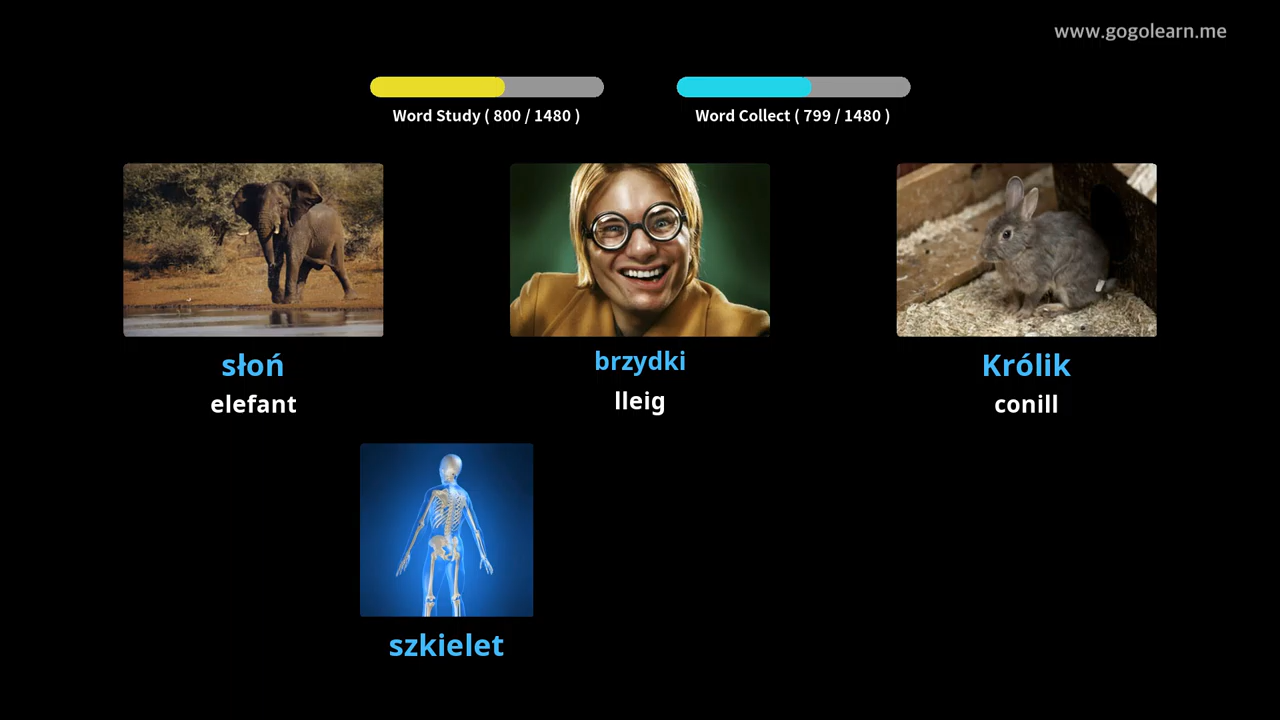 www.gogolearn.me
Word Study ( 800 / 1480 )
Word Collect ( 799 / 1480 )
słoń
elefant
brzydki
lleig
Królik
conill
szkielet